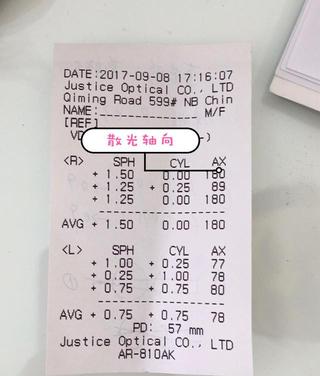 DATE:2017-09-08 17:16:07
Justice Optical CO., LTD
Qiming Road 599# NB Chin
NAME:______________ M/F
[REF]
散光轴向
-)
<R> SPH CYL AX
+ 1.50 0.00 80
+ 1.25 + 0.25 89
+ 1.25 0.00 180
AVG + 1.50 0.00 180
<L> SPH CYL AX
+ 1.00 + 0.25 77
+ 0.25 + 1.00 78
+ 0.75 + 0.75 80
AVG + 0.75 + 0.75 78
PD: 57 mm
Justice Optical CO., LTD
AR-810AK